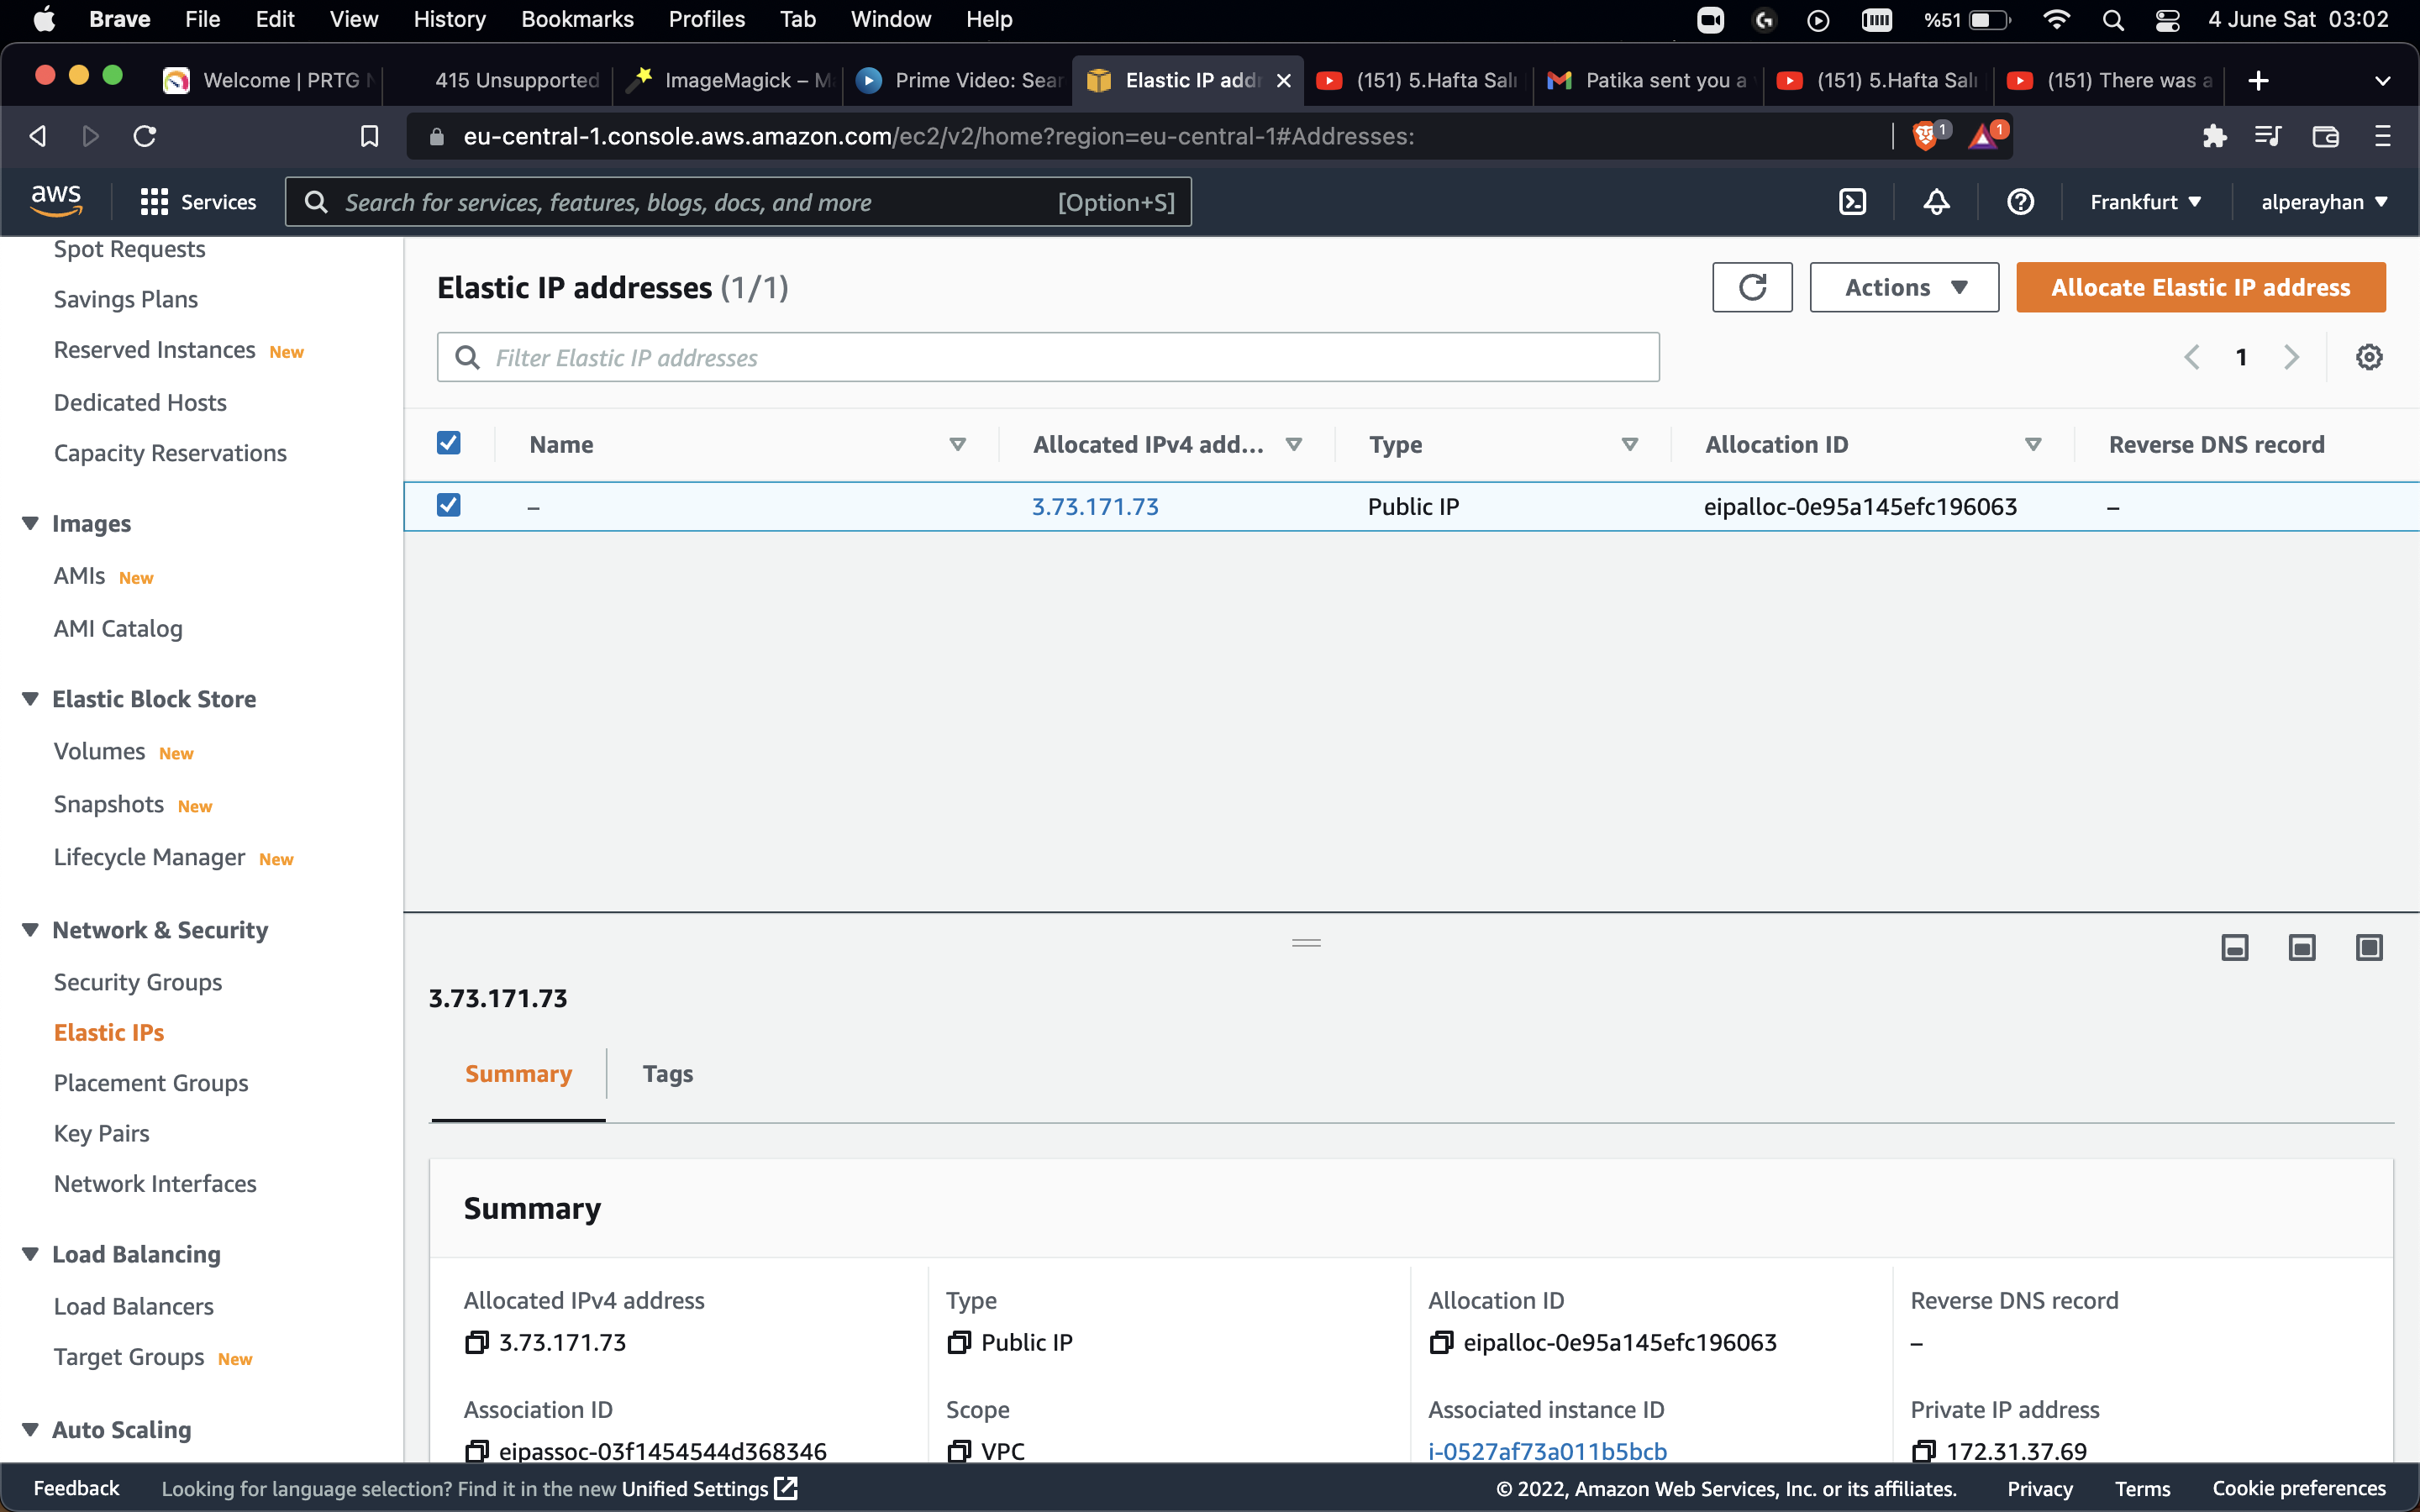 Brave File Edit View History Bookmarks Profiles Tab Window Help %51 4 June Sat 03:02
Welcome | PRTG 415 Unsupported ImageMagick – Prime Video: Sear Elastic IP addr (151) 5.Hafta Salı Patika sent you a (151) 5.Hafta Salı (151) There was a
eu-central-1.console.aws.amazon.com/ec2/v2/home?region=eu-central-1#Addresses: 1 1
aws Services Search for services, features, blogs, docs, and more [Option+S] Frankfurt alperayhan
Spot Requests
Savings Plans
Reserved Instances New
Dedicated Hosts
Capacity Reservations
Images
AMIs New
AMI Catalog
Elastic Block Store
Volumes New
Snapshots New
Lifecycle Manager New
Network & Security
Security Groups
Elastic IPs
Placement Groups
Key Pairs
Network Interfaces
Load Balancing
Load Balancers
Target Groups New
Auto Scaling
Elastic IP addresses (1/1) Actions Allocate Elastic IP address
Filter Elastic IP addresses 1
Name Allocated IPv4 add... Type Allocation ID Reverse DNS record
– 3.73.171.73 Public IP eipalloc-0e95a145efc196063 –
3.73.171.73
Summary Tags
Summary
Allocated IPv4 address Type Allocation ID Reverse DNS record
3.73.171.73 Public IP eipalloc-0e95a145efc196063 –
Association ID Scope Associated instance ID Private IP address
eipassoc-03f1454544d368346 VPC i-0527af73a011b5bcb 172.31.37.69
Feedback Looking for language selection? Find it in the new Unified Settings © 2022, Amazon Web Services, Inc. or its affiliates. Privacy Terms Cookie preferences